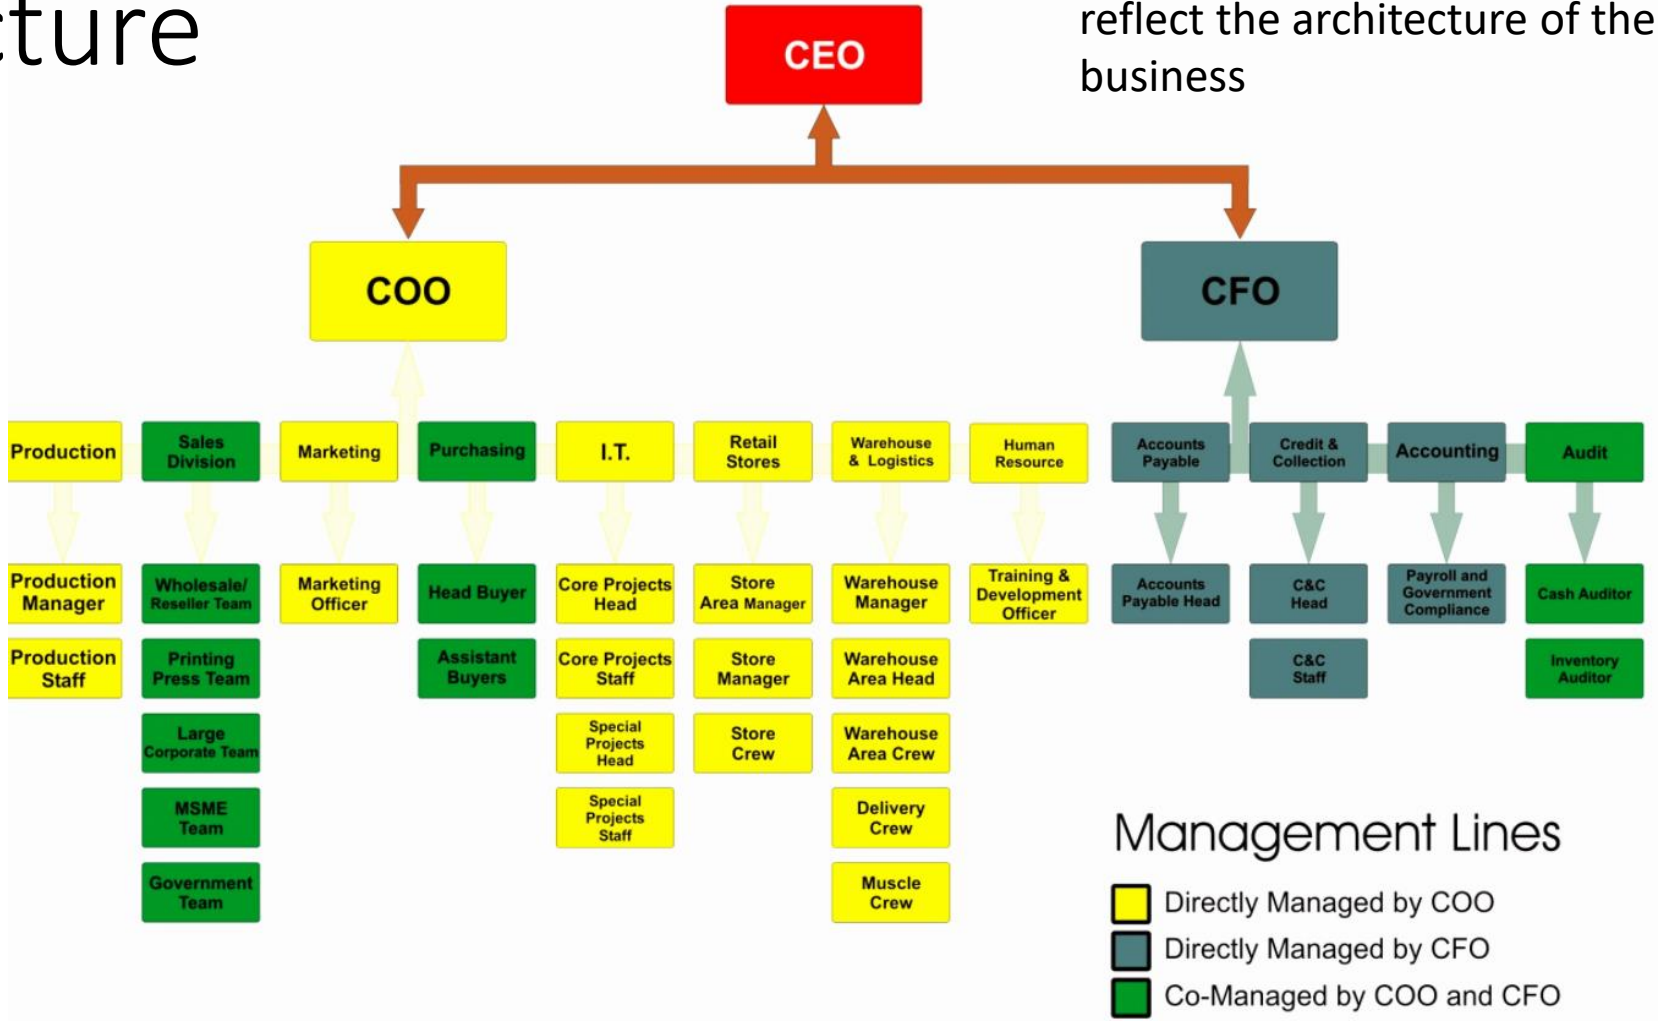 cture
reflect the architecture of the
business
CEO
COO
CFO
Production
Sales
Division
Marketing
Purchasing
I.T.
Retail
Stores
Warehouse
& Logistics
Human
Resource
Accounts
Payable
Credit &
Collection
Accounting
Audit
Production
Manager
Wholesale/
Reseller Team
Marketing
Officer
Head Buyer
Core Projects
Head
Store
Area Manager
Warehouse
Manager
Training &
Development
Officer
Accounts
Payable Head
C&C
Head
Payroll and
Government
Compliance
Cash Auditor
Production
Staff
Printing
Press Team
Assistant
Buyers
Core Projects
Staff
Store
Manager
Warehouse
Area Head
C&C
Staff
Inventory
Auditor
Large
Corporate Team
Special
Projects
Head
Store
Crew
Warehouse
Area Crew
MSME
Team
Special
Projects
Staff
Delivery
Crew
Government
Team
Muscle
Crew
Management Lines
Directly Managed by COO
Directly Managed by CFO
Co-Managed by COO and CFO